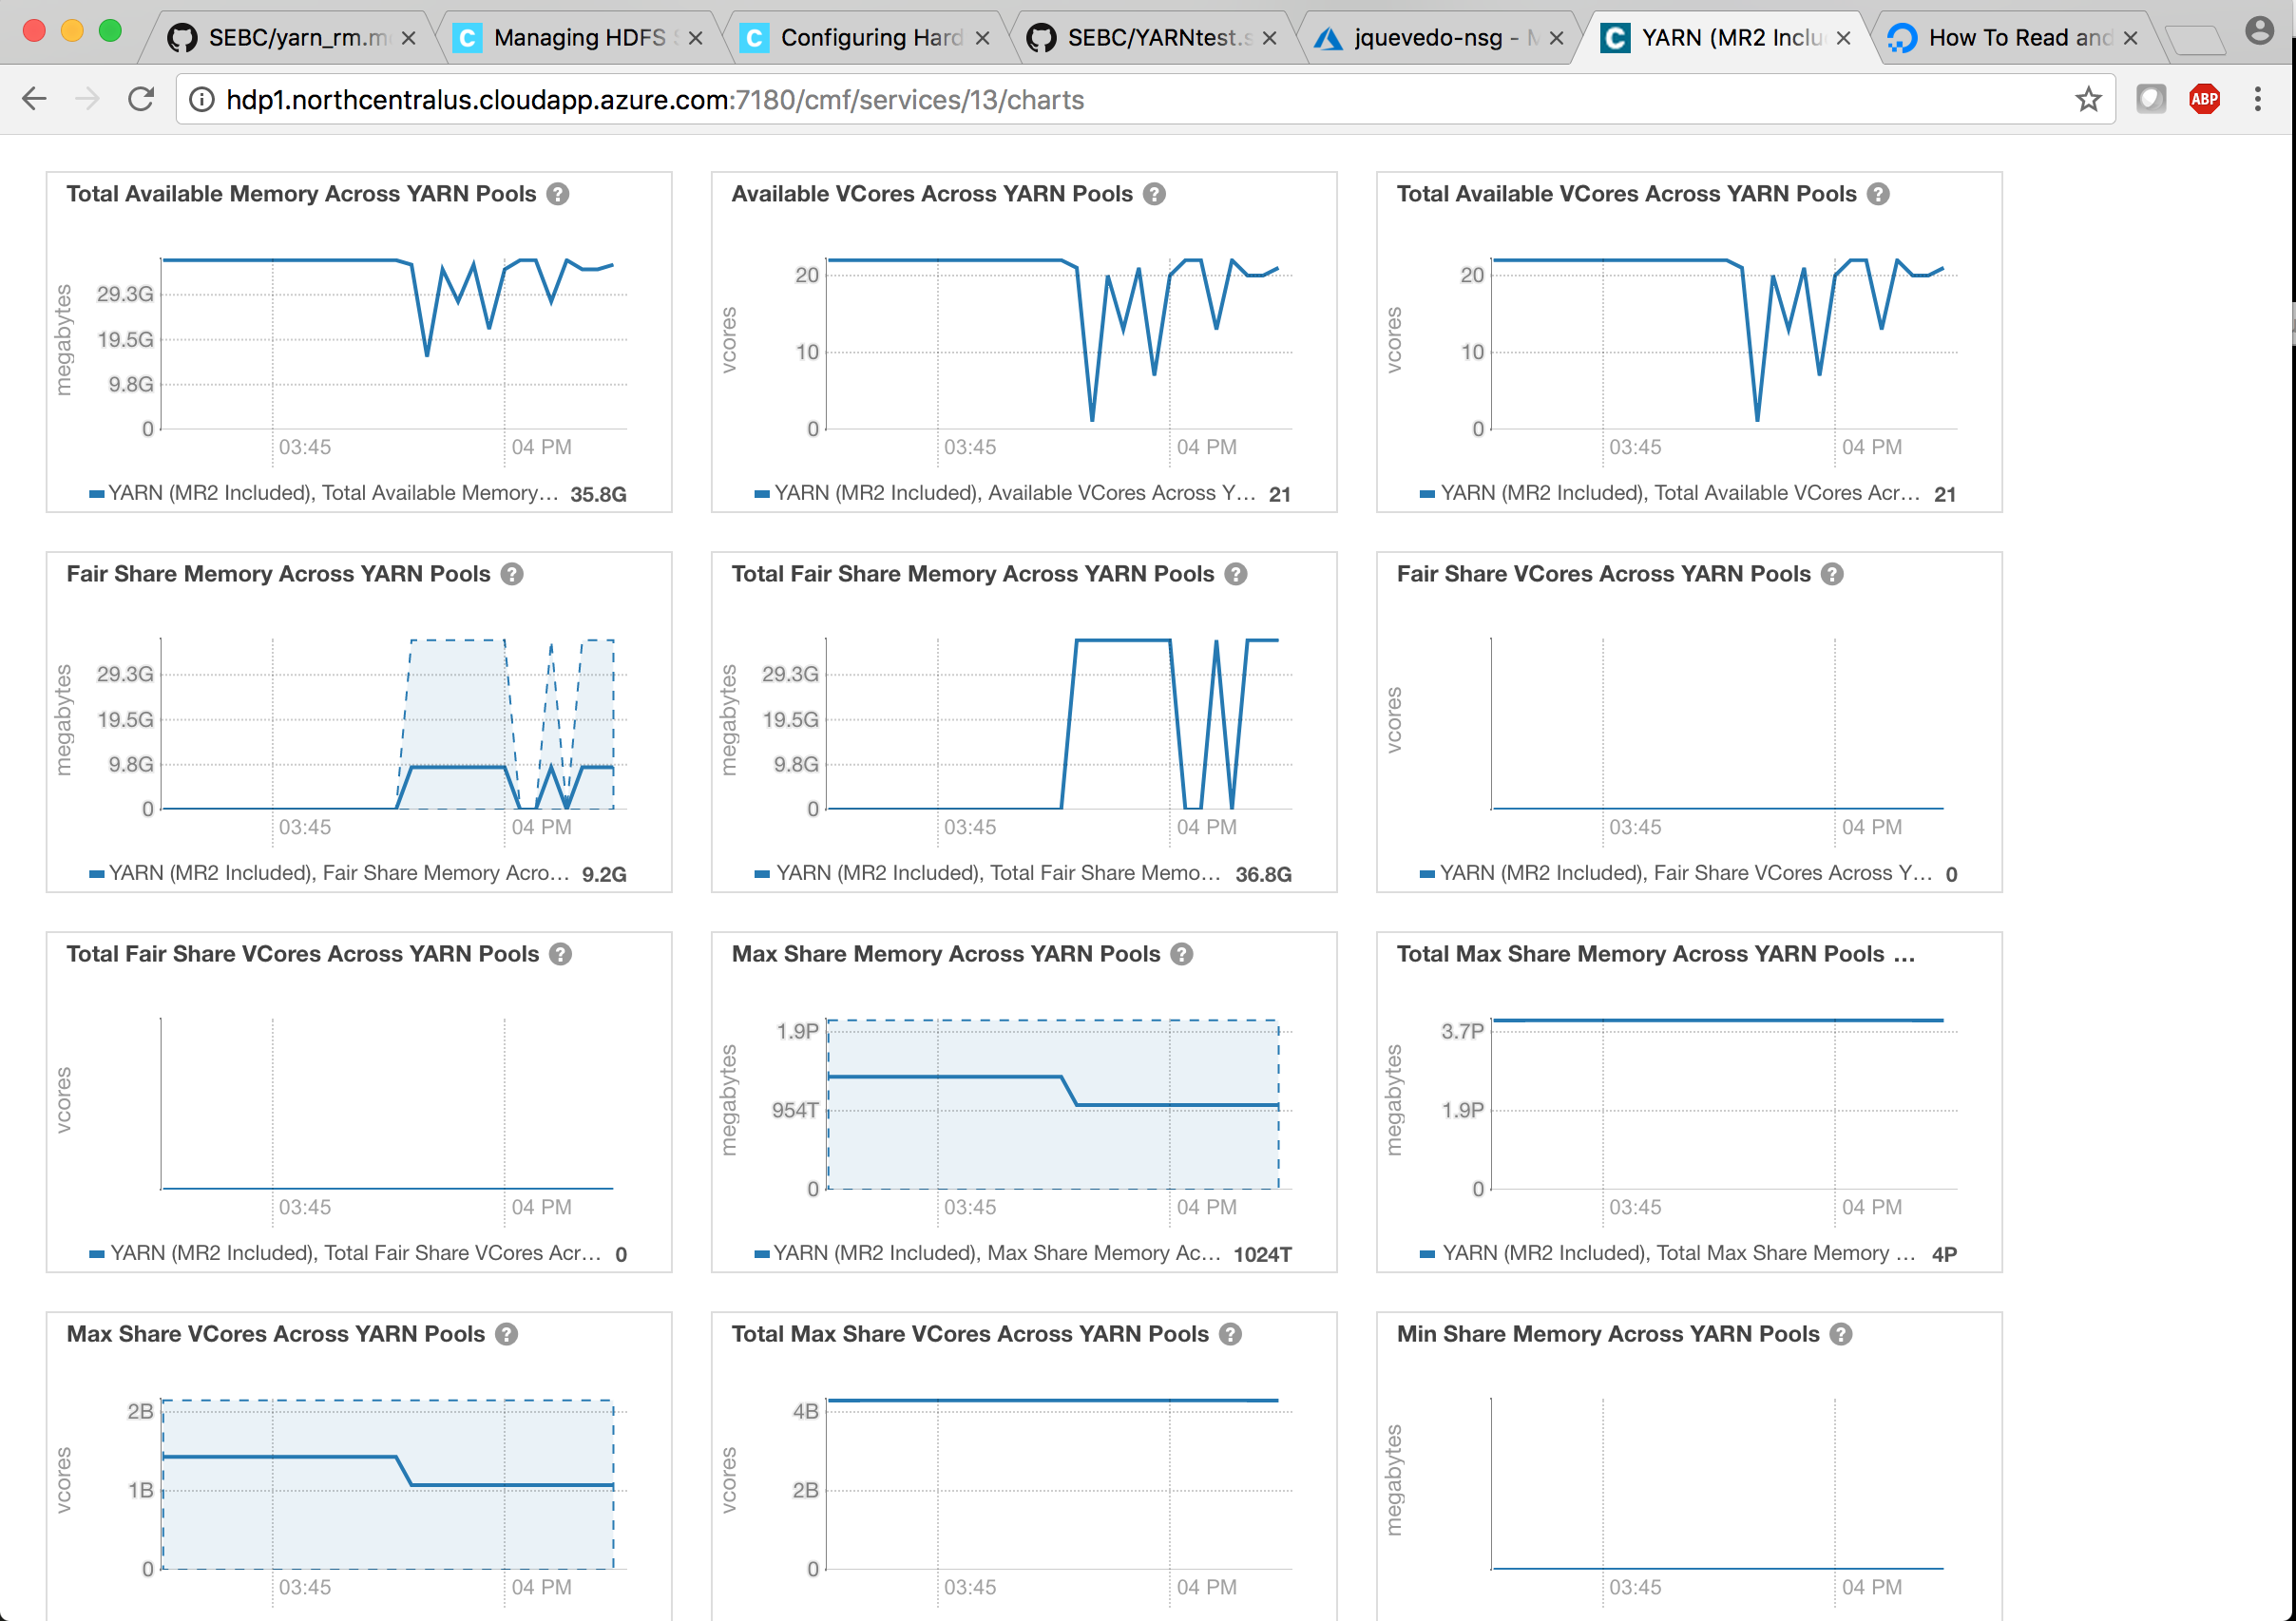 SEBC/yarn_rm.m
Managing HDFS
Configuring Hard
SEBC/YARNtest.s
jquevedo-nsg -
YARN (MR2 Inclu
How To Read and
hdp1.northcentralus.cloudapp.azure.com:7180/cmf/services/13/charts
ABP
Total Available Memory Across YARN Pools ?
megabytes
29.3G
19.5G
9.8G
0
03:45
04 PM
YARN (MR2 Included), Total Available Memory... 35.8G
Available VCores Across YARN Pools ?
vcores
20
10
0
03:45
04 PM
YARN (MR2 Included), Available VCores Across Y... 21
Total Available VCores Across YARN Pools ?
vcores
20
10
0
03:45
04 PM
YARN (MR2 Included), Total Available VCores Acr... 21
Fair Share Memory Across YARN Pools ?
megabytes
29.3G
19.5G
9.8G
0
03:45
04 PM
YARN (MR2 Included), Fair Share Memory Acro... 9.2G
Total Fair Share Memory Across YARN Pools ?
megabytes
29.3G
19.5G
9.8G
0
03:45
04 PM
YARN (MR2 Included), Total Fair Share Memo... 36.8G
Fair Share VCores Across YARN Pools ?
vcores
03:45
04 PM
YARN (MR2 Included), Fair Share VCores Across Y... 0
Total Fair Share VCores Across YARN Pools ?
vcores
03:45
04 PM
YARN (MR2 Included), Total Fair Share VCores Acr... 0
Max Share Memory Across YARN Pools ?
megabytes
1.9P
954T
0
03:45
04 PM
YARN (MR2 Included), Max Share Memory Ac... 1024T
Total Max Share Memory Across YARN Pools ...
megabytes
3.7P
1.9P
0
03:45
04 PM
YARN (MR2 Included), Total Max Share Memory ... 4P
Max Share VCores Across YARN Pools ?
vcores
2B
1B
0
03:45
04 PM
Total Max Share VCores Across YARN Pools ?
vcores
4B
2B
0
03:45
04 PM
Min Share Memory Across YARN Pools ?
megabytes
03:45
04 PM